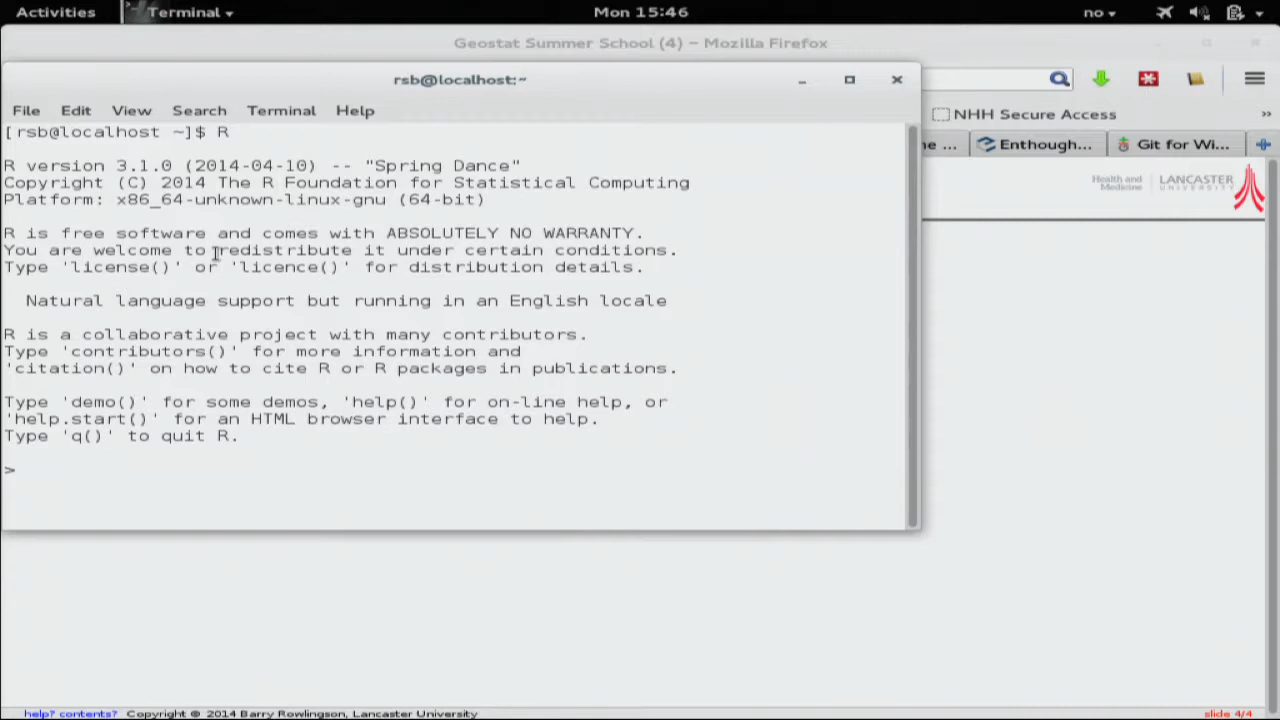 Activities Terminal Mon 15:46 no
Geostat Summer School (4) - Mozilla Firefox
rsb@localhost:~
File Edit View Search Terminal Help
NHH Secure Access »
ne ... Enthough... Git for Wi...
Health and Medicine LANCASTER UNIVERSITY
[rsb@localhost ~]$ R
R version 3.1.0 (2014-04-10) -- "Spring Dance"
Copyright (C) 2014 The R Foundation for Statistical Computing
Platform: x86_64-unknown-linux-gnu (64-bit)
R is free software and comes with ABSOLUTELY NO WARRANTY.
You are welcome to redistribute it under certain conditions.
Type 'license()' or 'licence()' for distribution details.
Natural language support but running in an English locale
R is a collaborative project with many contributors.
Type 'contributors()' for more information and
'citation()' on how to cite R or R packages in publications.
Type 'demo()' for some demos, 'help()' for on-line help, or
'help.start()' for an HTML browser interface to help.
Type 'q()' to quit R.
>
help? contents? Copyright © 2014 Barry Rowlingson, Lancaster University slide 4/4